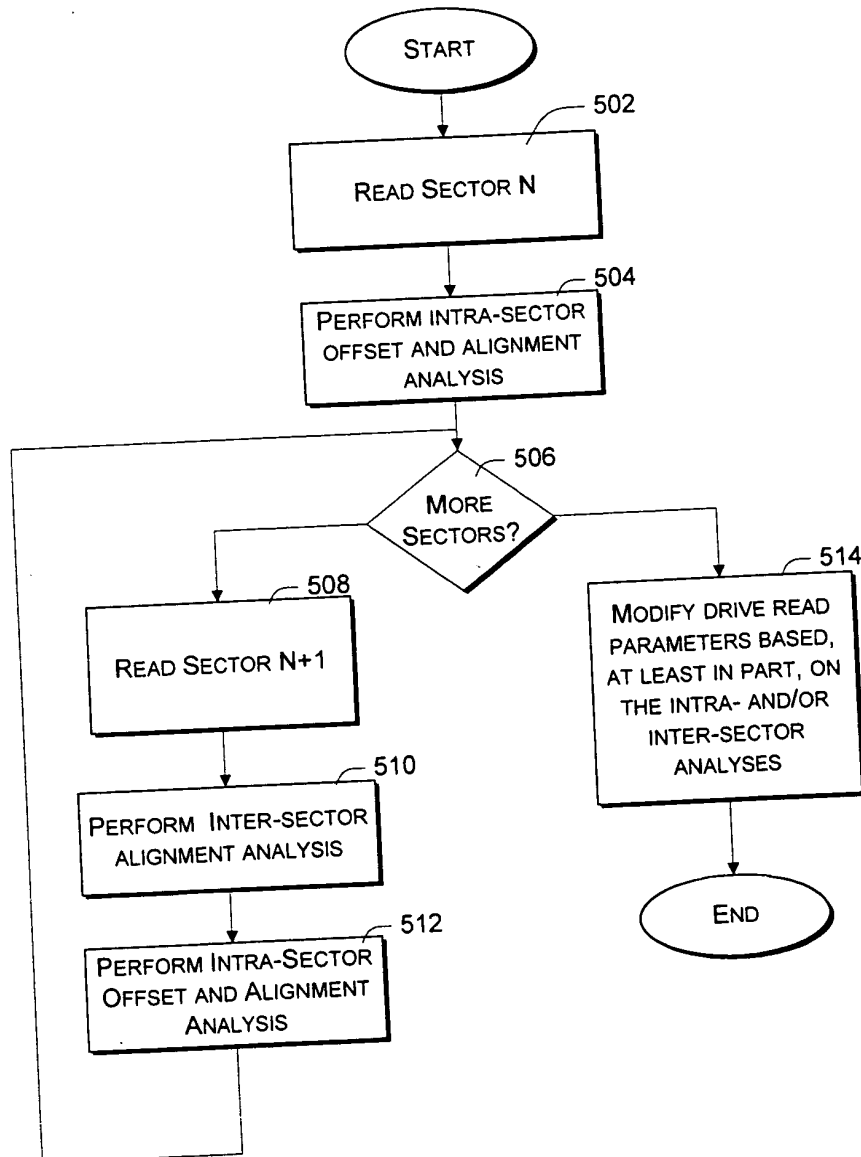 START
502
READ SECTOR N
504
PERFORM INTRA-SECTOR
OFFSET AND ALIGNMENT
ANALYSIS
506
MORE
SECTORS?
508
READ SECTOR N+1
510
PERFORM INTER-SECTOR
ALIGNMENT ANALYSIS
512
PERFORM INTRA-SECTOR
OFFSET AND ALIGNMENT
ANALYSIS
514
MODIFY DRIVE READ
PARAMETERS BASED,
AT LEAST IN PART, ON
THE INTRA- AND/OR
INTER-SECTOR
ANALYSES
END